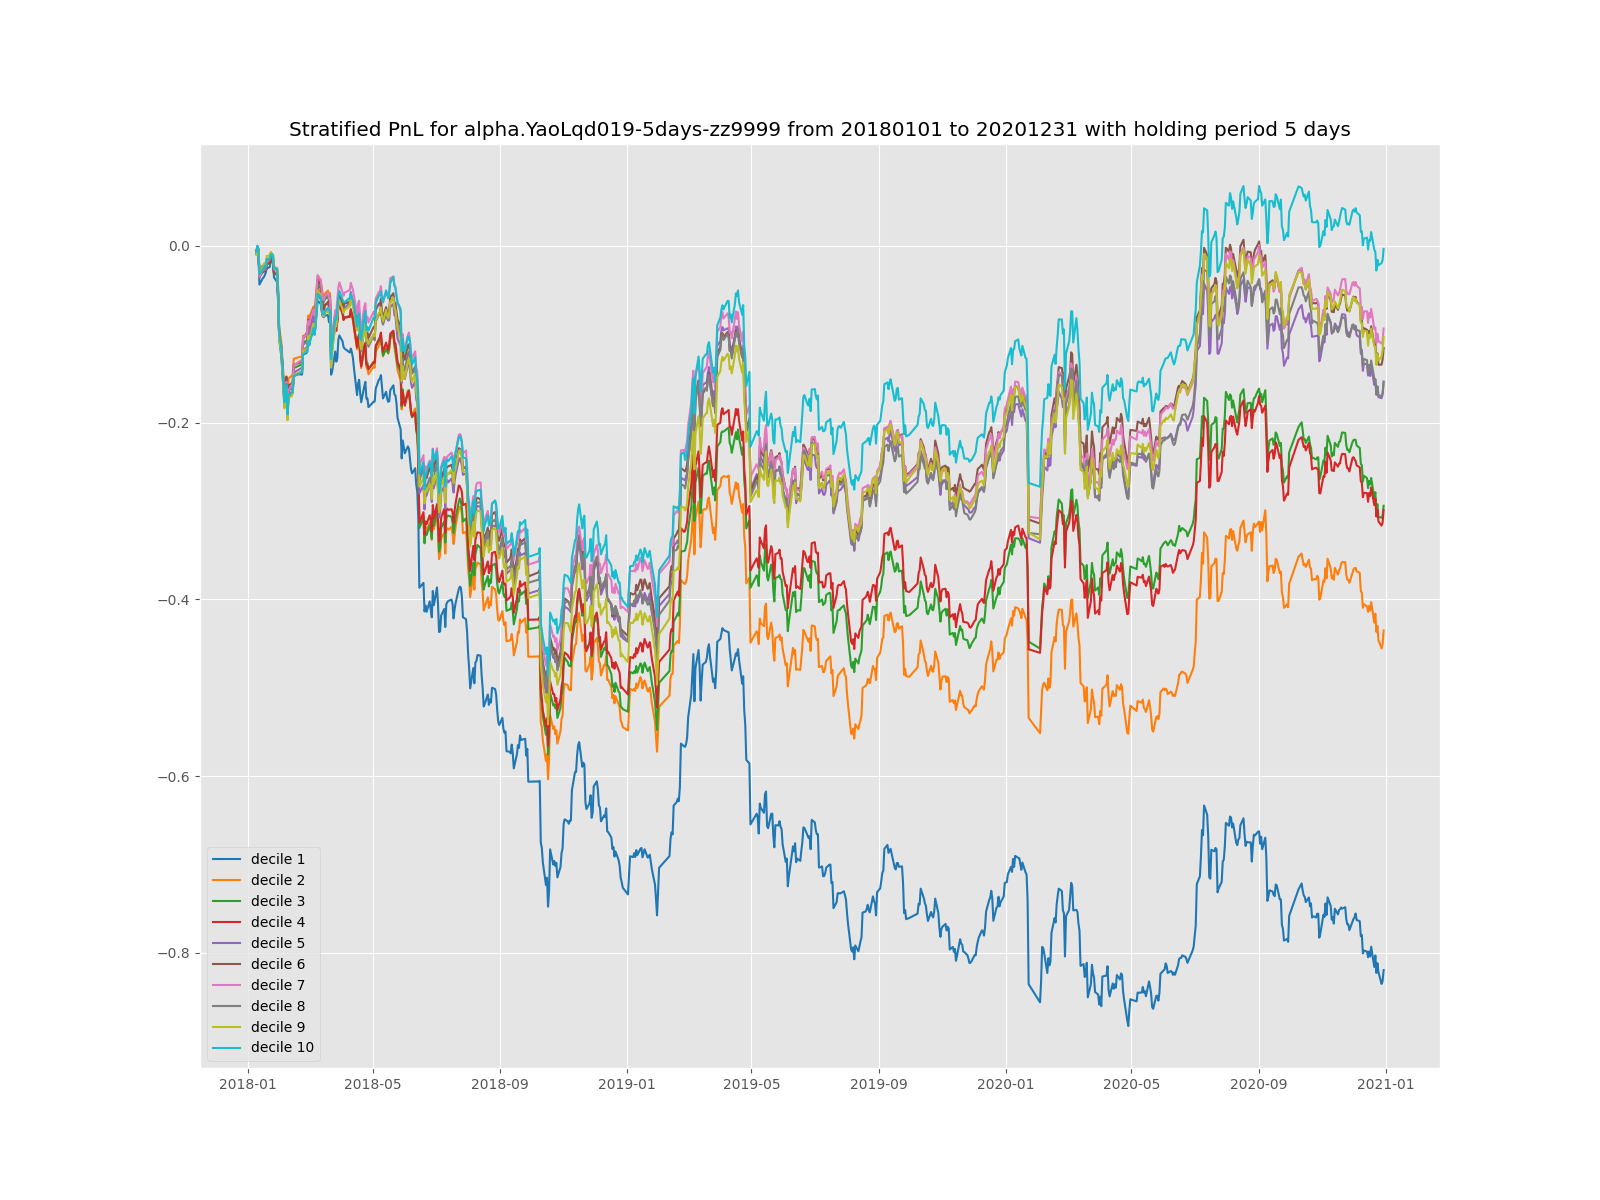 Stratified PnL for alpha.YaoLqd019-5days-zz9999 from 20180101 to 20201231 with holding period 5 days
0.0
−0.2
−0.4
−0.6
−0.8
decile 1
decile 2
decile 3
decile 4
decile 5
decile 6
decile 7
decile 8
decile 9
decile 10
2018-01 2018-05 2018-09 2019-01 2019-05 2019-09 2020-01 2020-05 2020-09 2021-01